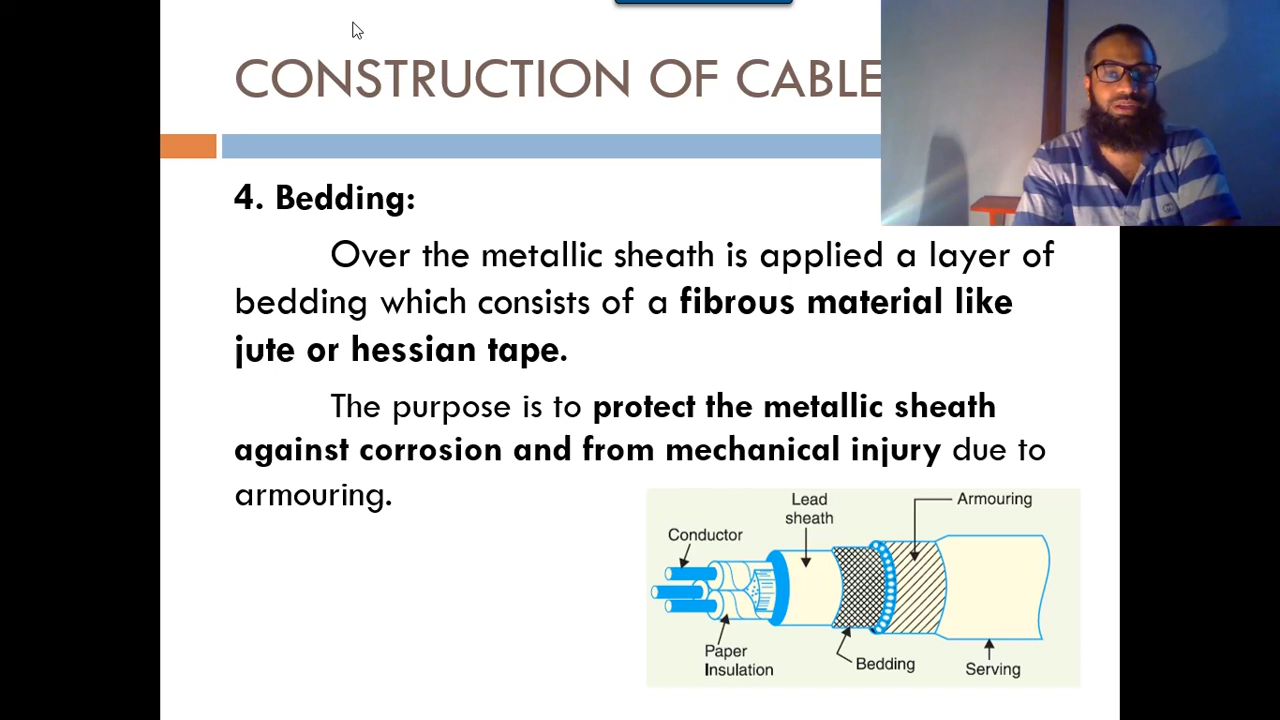 CONSTRUCTION OF CABLE
4. Bedding:
Over the metallic sheath is applied a layer of
bedding which consists of a fibrous material like
jute or hessian tape.
The purpose is to protect the metallic sheath
against corrosion and from mechanical injury due to
armouring.
Lead
sheath
Armouring
Conductor
Paper
Insulation
Bedding
Serving